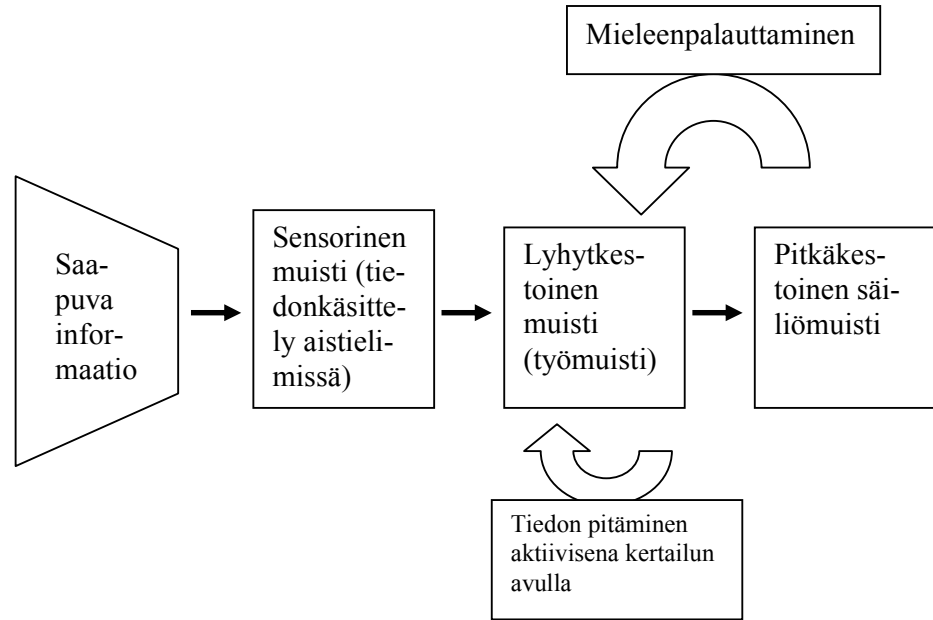 Mieleenpalauttaminen
Saa-
puva
infor-
maatio
Sensorinen
muisti (tie-
donkäsitte-
ly aistieli-
missä)
Lyhytkes-
toinen
muisti
(työmuisti)
Pitkäkes-
toinen säi-
liömuisti
Tiedon pitäminen
aktiivisena kertailun
avulla